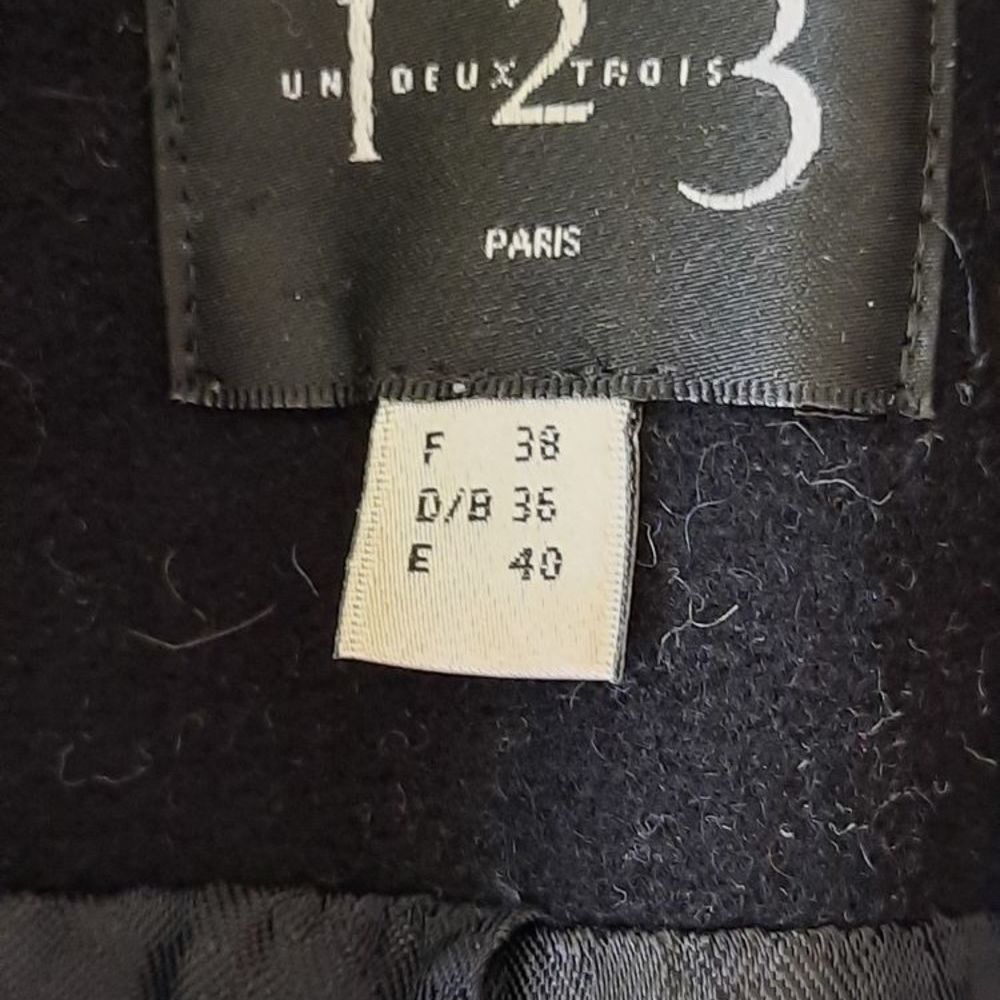 1 2 3
UN DEUX TROIS
PARIS
F 38
D/B 36
E 40